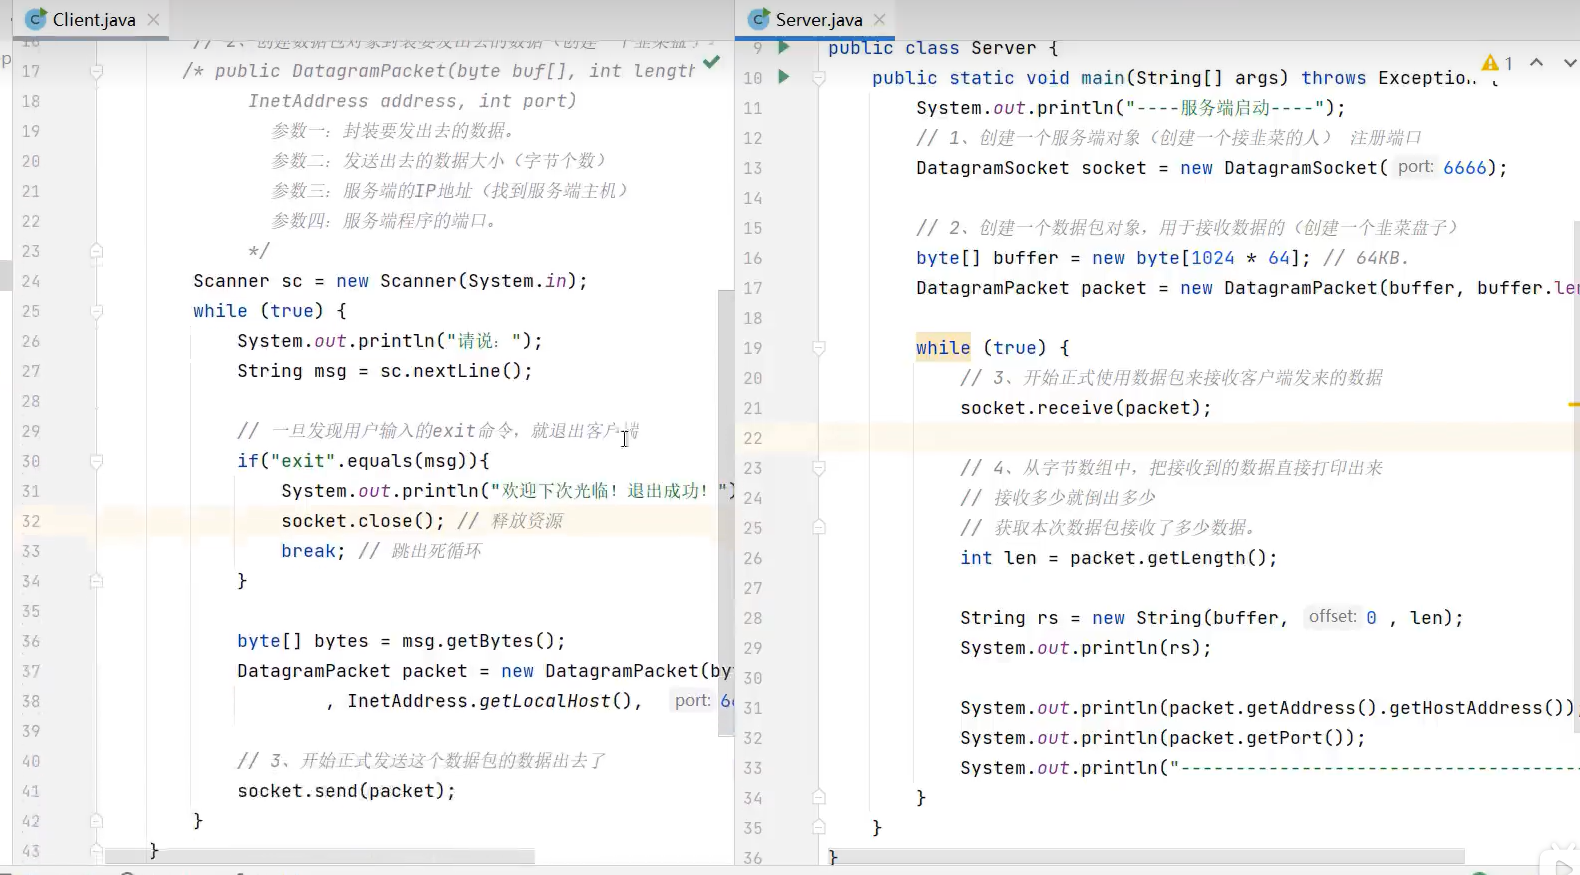 Client.java
17 /* public DatagramPacket(byte buf[], int length
18 InetAddress address, int port)
19 参数一：封装要发出去的数据。
20 参数二：发送出去的数据大小（字节个数）
21 参数三：服务端的IP地址（找到服务端主机）
22 参数四：服务端程序的端口。
23 */
24 Scanner sc = new Scanner(System.in);
25 while (true) {
26 System.out.println("请说：");
27 String msg = sc.nextLine();
28
29 // 一旦发现用户输入的exit命令，就退出客户端
30 if("exit".equals(msg)){
31 System.out.println("欢迎下次光临！退出成功！")
32 socket.close(); // 释放资源
33 break; // 跳出死循环
34 }
35
36 byte[] bytes = msg.getBytes();
37 DatagramPacket packet = new DatagramPacket(by
38 , InetAddress.getLocalHost(), port: 66
39
40 // 3、开始正式发送这个数据包的数据出去了
41 socket.send(packet);
42 }
43 }
Server.java
9 public class Server {
10 public static void main(String[] args) throws Exception {
11 System.out.println("----服务端启动----");
12 // 1、创建一个服务端对象（创建一个接韭菜的人） 注册端口
13 DatagramSocket socket = new DatagramSocket( port: 6666);
14
15 // 2、创建一个数据包对象，用于接收数据的（创建一个韭菜盘子）
16 byte[] buffer = new byte[1024 * 64]; // 64KB.
17 DatagramPacket packet = new DatagramPacket(buffer, buffer.len
18
19 while (true) {
20 // 3、开始正式使用数据包来接收客户端发来的数据
21 socket.receive(packet);
22
23 // 4、从字节数组中，把接收到的数据直接打印出来
24 // 接收多少就倒出多少
25 // 获取本次数据包接收了多少数据。
26 int len = packet.getLength();
27
28 String rs = new String(buffer, offset: 0 , len);
29 System.out.println(rs);
30
31 System.out.println(packet.getAddress().getHostAddress())
32 System.out.println(packet.getPort());
33 System.out.println("------------------------------------
34 }
35 }
36 }
1